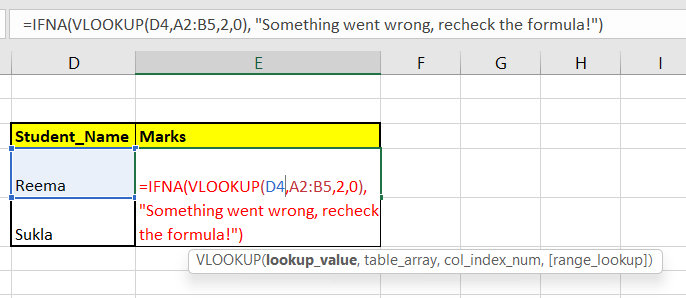 =IFNA(VLOOKUP(D4,A2:B5,2,0), "Something went wrong, recheck the formula!")
D E F G H I
Student_Name Marks
Reema =IFNA(VLOOKUP(D4,A2:B5,2,0),
"Something went wrong, recheck
Sukla the formula!")
VLOOKUP(lookup_value, table_array, col_index_num, [range_lookup])